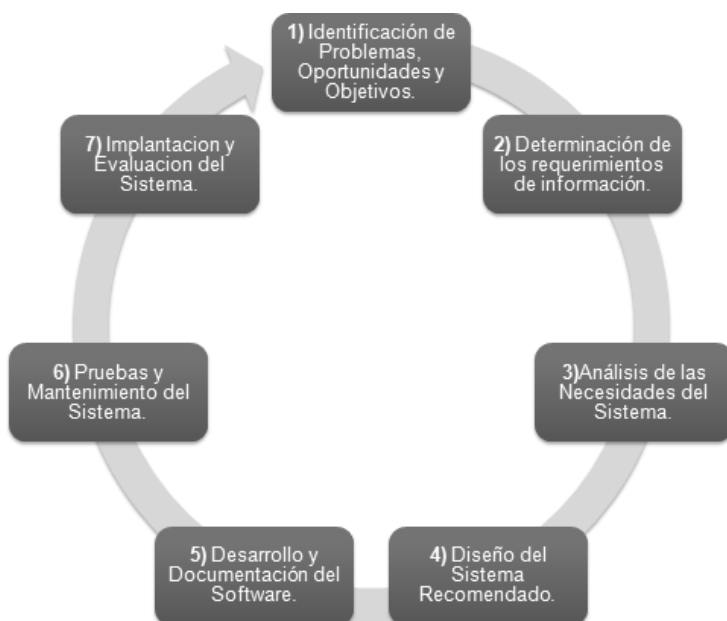 1) Identificación de
Problemas,
Oportunidades y
Objetivos.
2) Determinación de
los requerimientos
de información.
3)Análisis de las
Necesidades del
Sistema.
4) Diseño del
Sistema
Recomendado.
5) Desarrollo y
Documentación del
Software.
6) Pruebas y
Mantenimiento del
Sistema.
7) Implantacion y
Evaluacion del
Sistema.